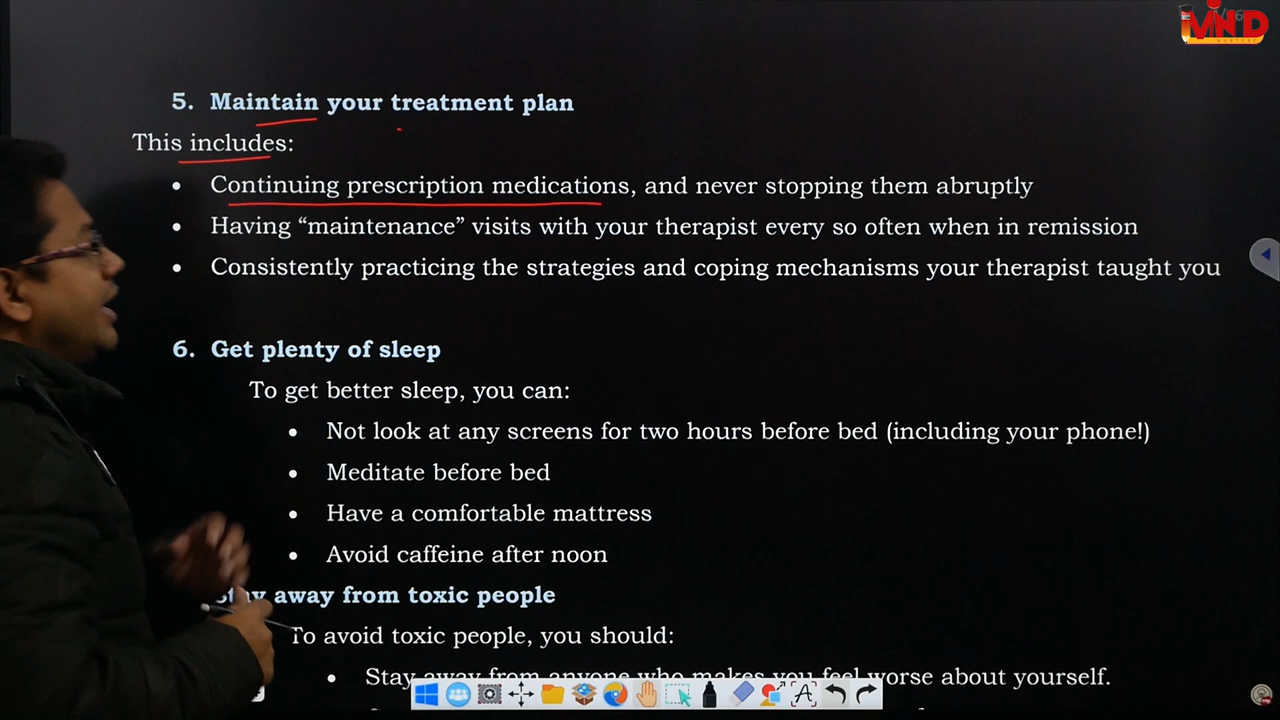 MIND
5. Maintain your treatment plan
This includes:
• Continuing prescription medications, and never stopping them abruptly
• Having “maintenance” visits with your therapist every so often when in remission
• Consistently practicing the strategies and coping mechanisms your therapist taught you
6. Get plenty of sleep
To get better sleep, you can:
• Not look at any screens for two hours before bed (including your phone!)
• Meditate before bed
• Have a comfortable mattress
• Avoid caffeine after noon
Stay away from toxic people
To avoid toxic people, you should:
• Stay away from anyone who makes you feel worse about yourself.